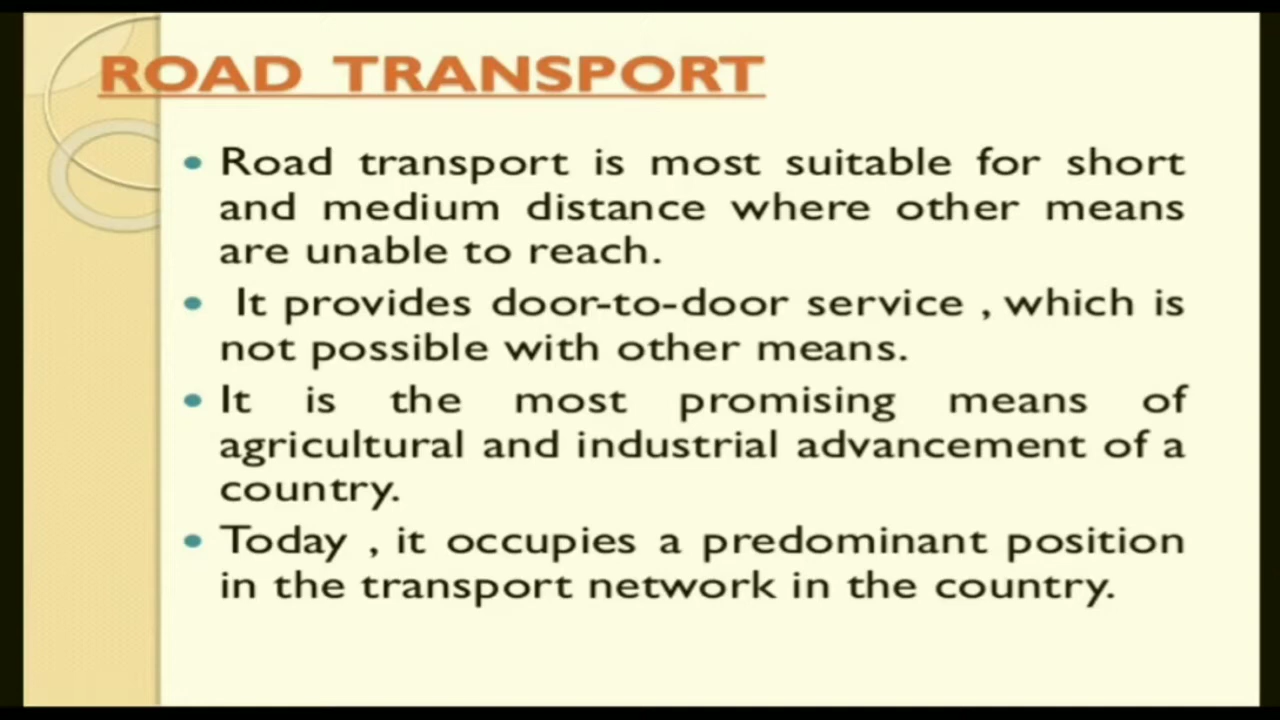 ROAD TRANSPORT
• Road transport is most suitable for short
and medium distance where other means
are unable to reach.
• It provides door-to-door service , which is
not possible with other means.
• It is the most promising means of
agricultural and industrial advancement of a
country.
• Today , it occupies a predominant position
in the transport network in the country.